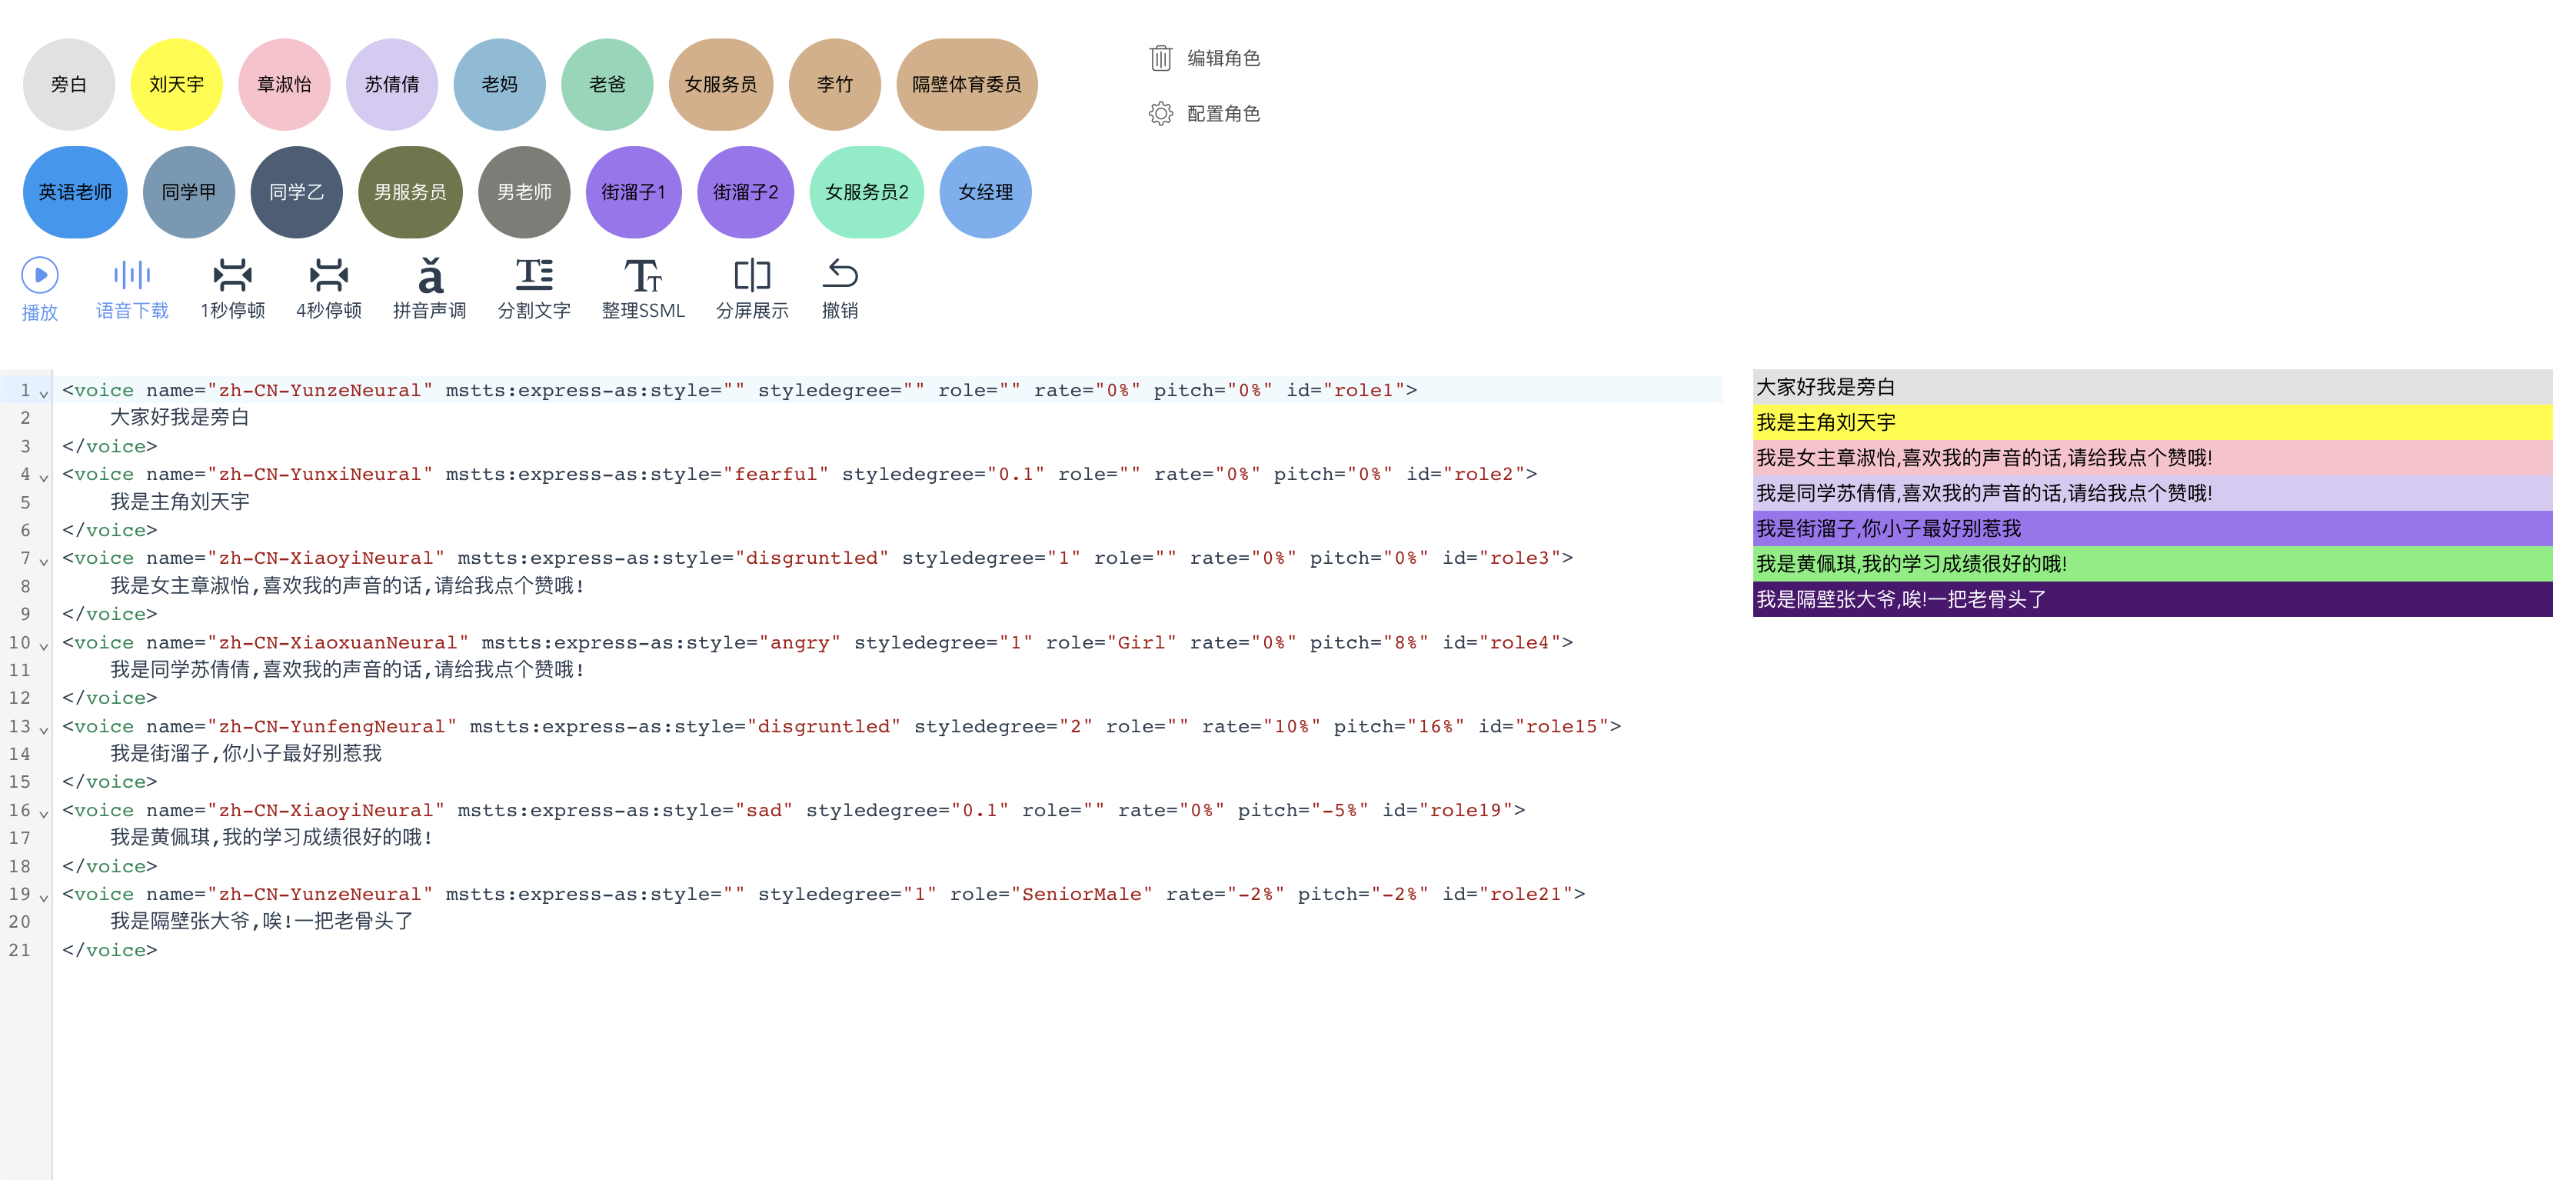 旁白 刘天宇 章淑怡 苏倩倩 老妈 老爸 女服务员 李竹 隔壁体育委员
编辑角色
配置角色
英语老师 同学甲 同学乙 男服务员 男老师 街溜子1 街溜子2 女服务员2 女经理
播放 语音下载 1秒停顿 4秒停顿 拼音声调 分割文字 整理SSML 分屏展示 撤销
1 <voice name="zh-CN-YunzeNeural" mstts:express-as:style="" styledegree="" role="" rate="0%" pitch="0%" id="role1">
2 大家好我是旁白
3 </voice>
4 <voice name="zh-CN-YunxiNeural" mstts:express-as:style="fearful" styledegree="0.1" role="" rate="0%" pitch="0%" id="role2">
5 我是主角刘天宇
6 </voice>
7 <voice name="zh-CN-XiaoyiNeural" mstts:express-as:style="disgruntled" styledegree="1" role="" rate="0%" pitch="0%" id="role3">
8 我是女主章淑怡,喜欢我的声音的话,请给我点个赞哦!
9 </voice>
10 <voice name="zh-CN-XiaoxuanNeural" mstts:express-as:style="angry" styledegree="1" role="Girl" rate="0%" pitch="8%" id="role4">
11 我是同学苏倩倩,喜欢我的声音的话,请给我点个赞哦!
12 </voice>
13 <voice name="zh-CN-YunfengNeural" mstts:express-as:style="disgruntled" styledegree="2" role="" rate="10%" pitch="16%" id="role15">
14 我是街溜子,你小子最好别惹我
15 </voice>
16 <voice name="zh-CN-XiaoyiNeural" mstts:express-as:style="sad" styledegree="0.1" role="" rate="0%" pitch="-5%" id="role19">
17 我是黄佩琪,我的学习成绩很好的哦!
18 </voice>
19 <voice name="zh-CN-YunzeNeural" mstts:express-as:style="" styledegree="1" role="SeniorMale" rate="-2%" pitch="-2%" id="role21">
20 我是隔壁张大爷,唉!一把老骨头了
21 </voice>
大家好我是旁白
我是主角刘天宇
我是女主章淑怡,喜欢我的声音的话,请给我点个赞哦!
我是同学苏倩倩,喜欢我的声音的话,请给我点个赞哦!
我是街溜子,你小子最好别惹我
我是黄佩琪,我的学习成绩很好的哦!
我是隔壁张大爷,唉!一把老骨头了